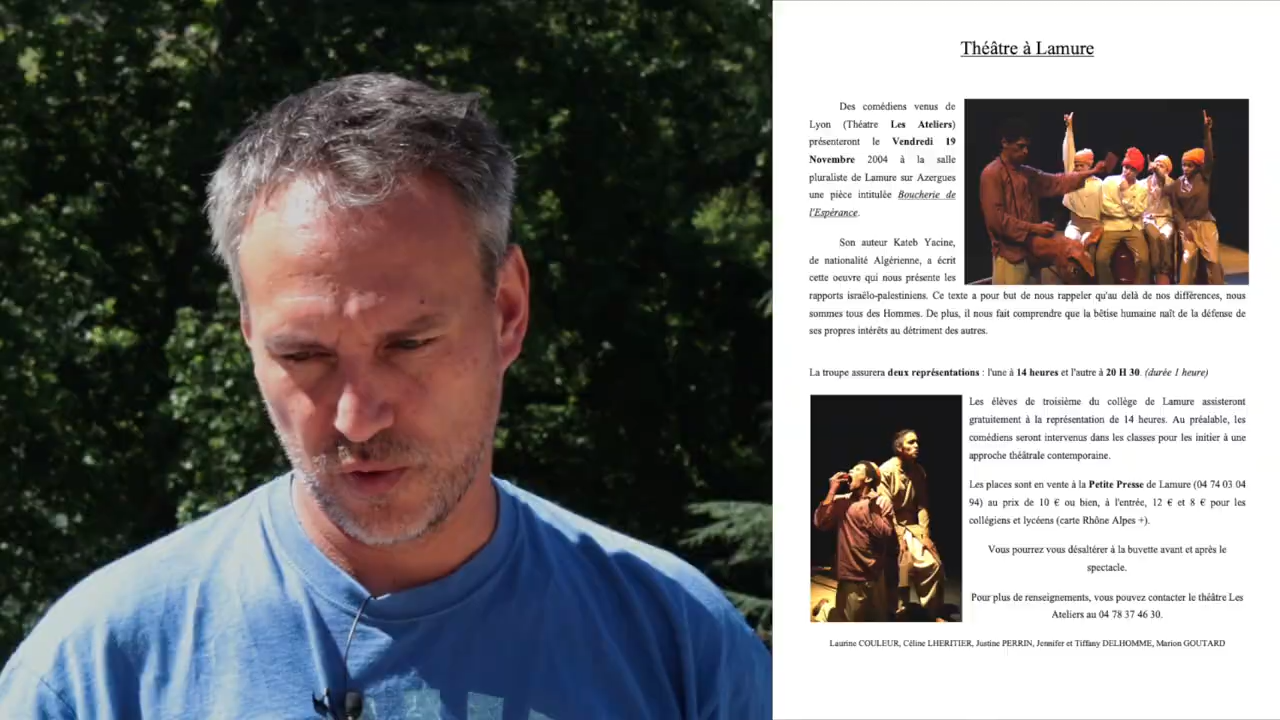 Théâtre à Lamure
Des comédiens venus de
Lyon (Théatre Les Ateliers)
présenteront le Vendredi 19
Novembre 2004 à la salle
pluraliste de Lamure sur Azergues
une pièce intitulée Boucherie de
l'Espérance.
Son auteur Kateb Yacine,
de nationalité Algérienne, a écrit
cette oeuvre qui nous présente les
rapports israëlo-palestiniens. Ce texte a pour but de nous rappeler qu'au delà de nos différences, nous
sommes tous des Hommes. De plus, il nous fait comprendre que la bêtise humaine naît de la défense de
ses propres intérêts au détriment des autres.
La troupe assurera deux représentations : l'une à 14 heures et l'autre à 20 H 30. (durée 1 heure)
Les élèves de troisième du collège de Lamure assisteront
gratuitement à la représentation de 14 heures. Au préalable, les
comédiens seront intervenus dans les classes pour les initier à une
approche théâtrale contemporaine.
Les places sont en vente à la Petite Presse de Lamure (04 74 03 04
94) au prix de 10 € ou bien, à l'entrée, 12 € et 8 € pour les
collégiens et lycéens (carte Rhône Alpes +).
Vous pourrez vous désaltérer à la buvette avant et après le
spectacle.
Pour plus de renseignements, vous pouvez contacter le théâtre Les
Ateliers au 04 78 37 46 30.
Laurine COULEUR, Céline LHERITIER, Justine PERRIN, Jennifer et Tiffany DELHOMME, Marion GOUTARD